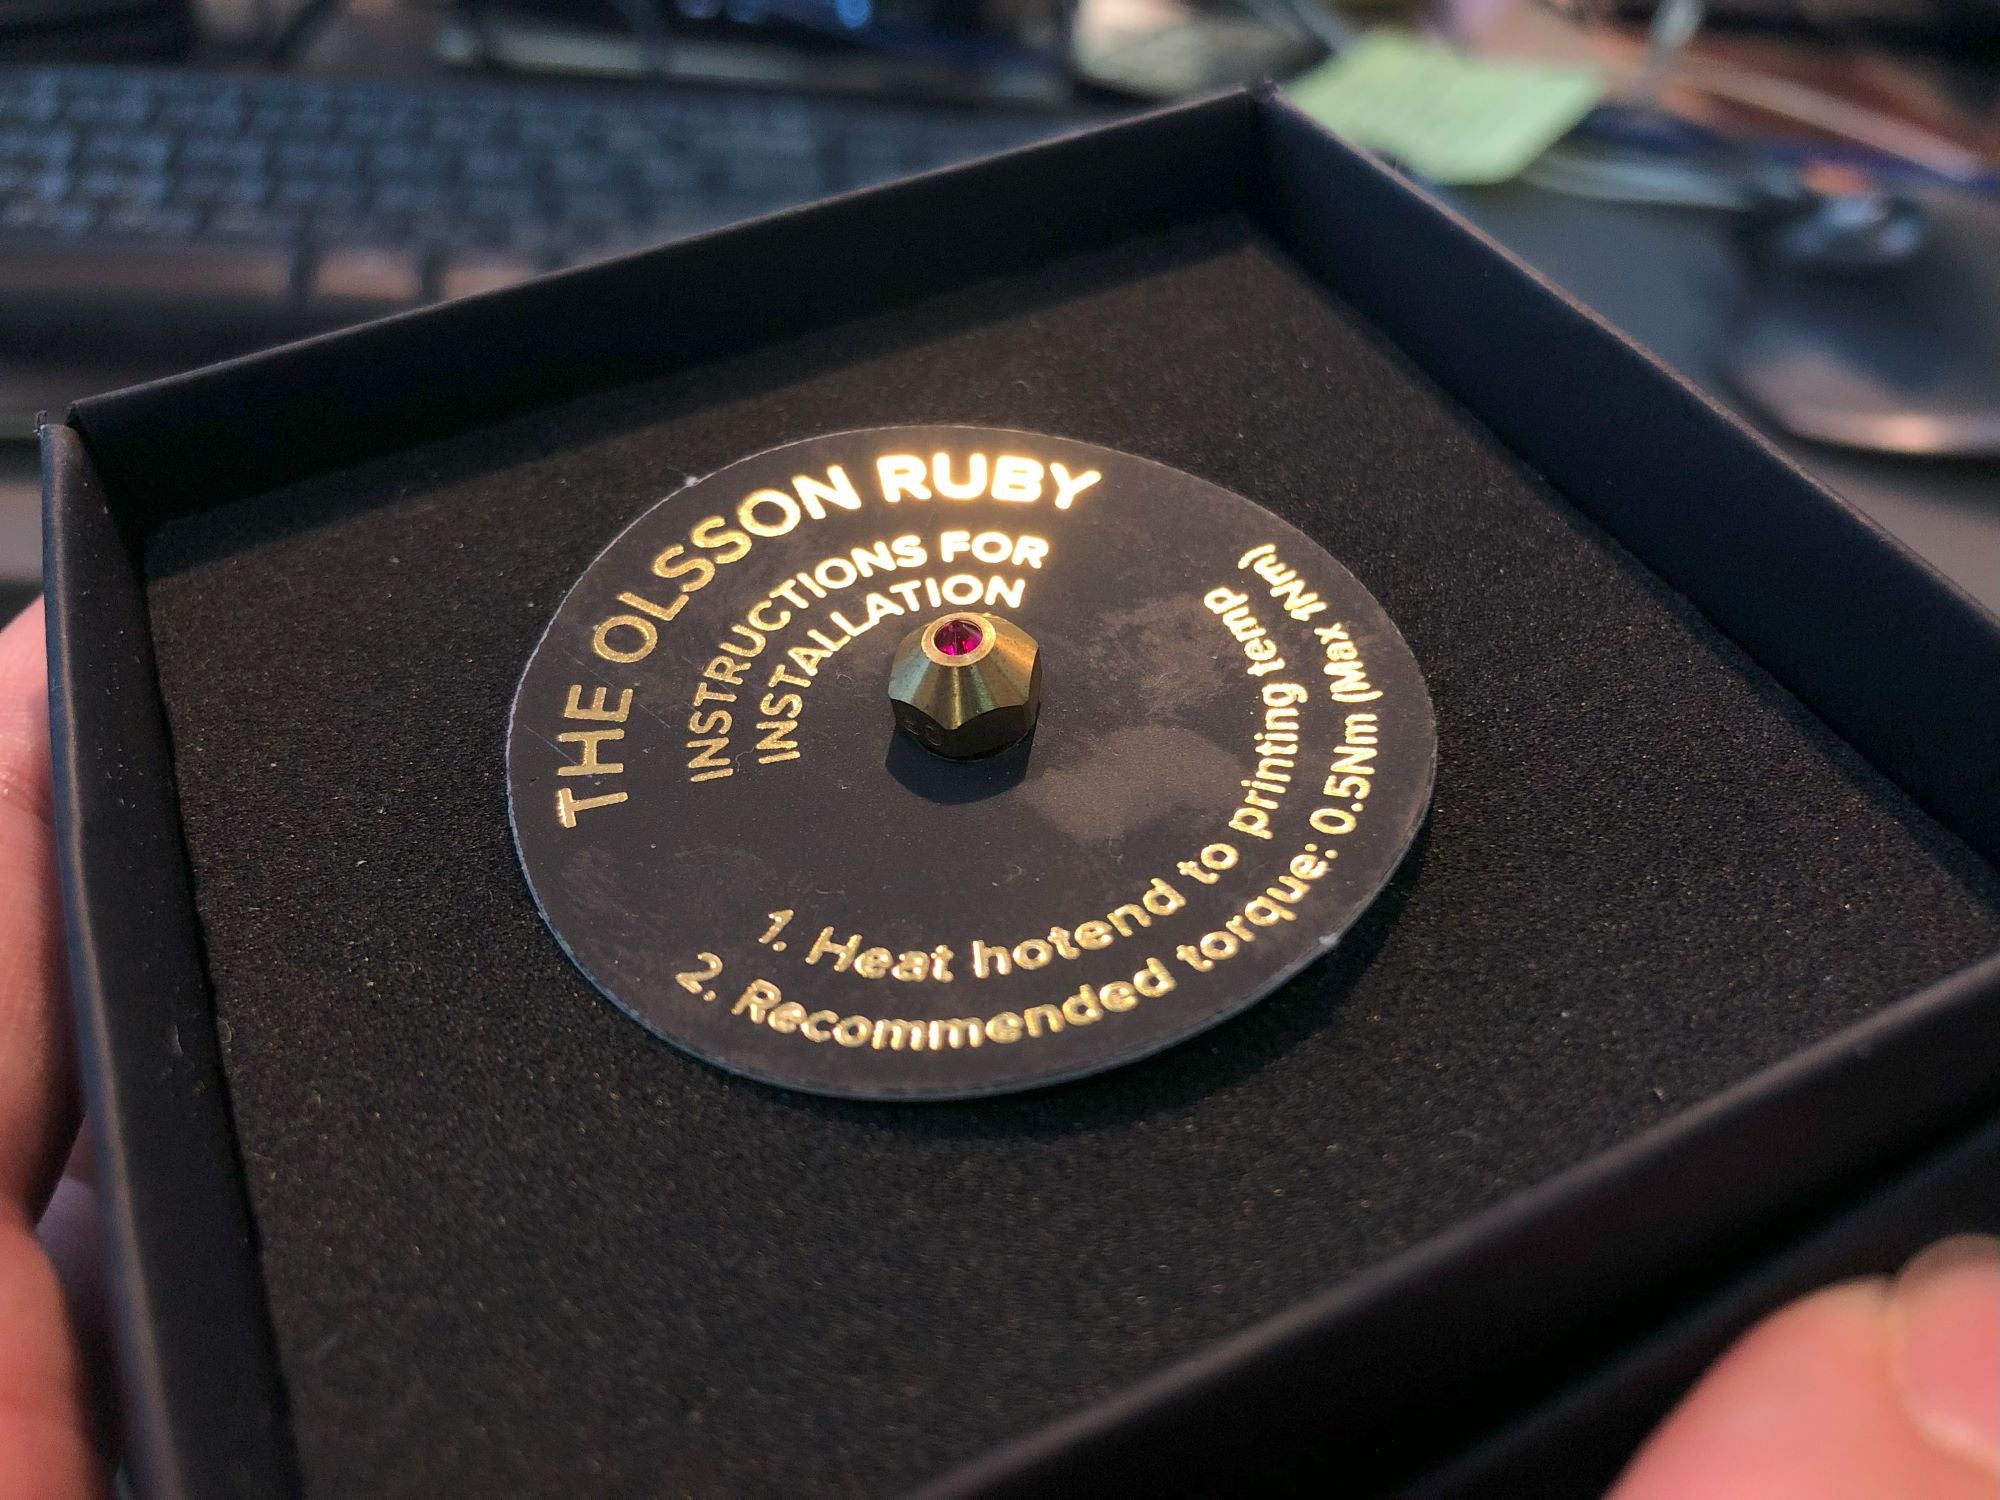 THE OLSSON RUBY
INSTRUCTIONS FOR
INSTALLATION
1. Heat hotend to printing temp
2. Recommended torque: 0.5Nm (Max 1Nm)